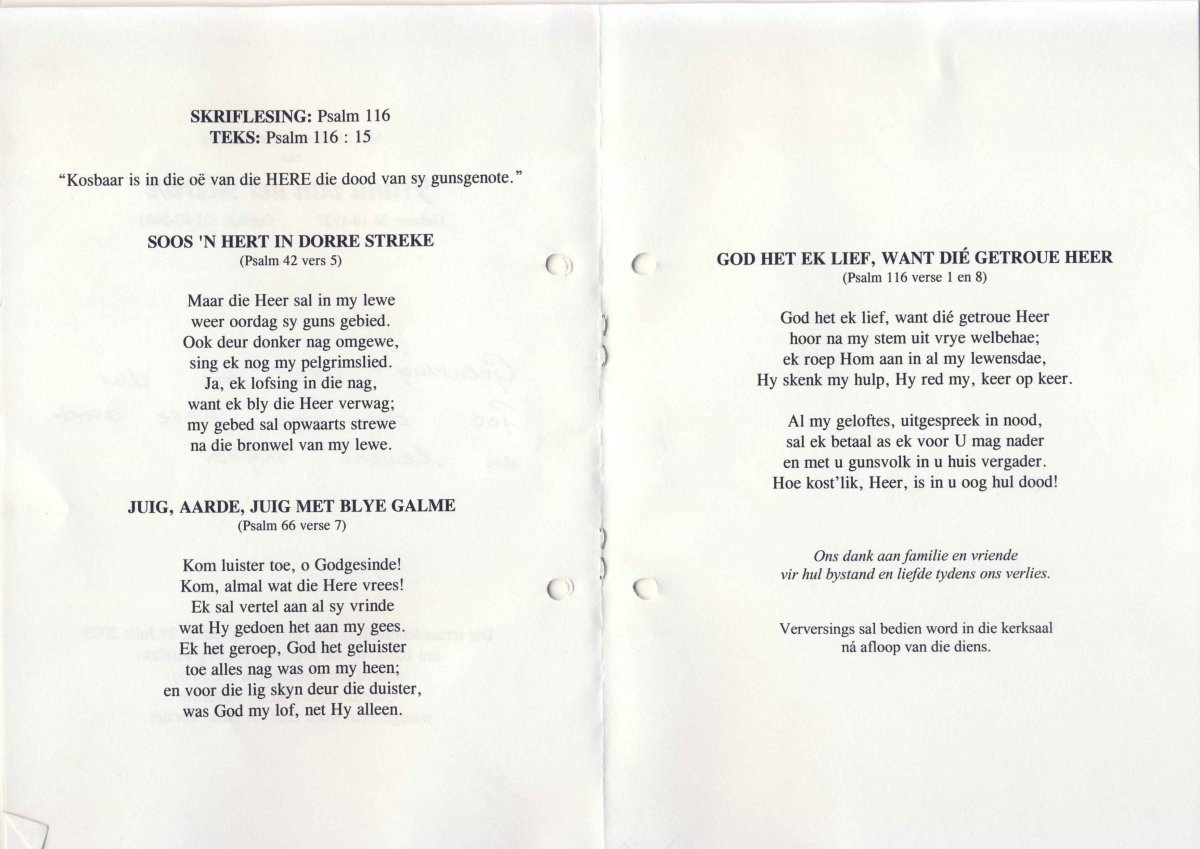 SKRIFLESING: Psalm 116
TEKS: Psalm 116 : 15
“Kosbaar is in die oë van die HERE die dood van sy gunsgenote.”
SOOS 'N HERT IN DORRE STREKE
(Psalm 42 vers 5)
Maar die Heer sal in my lewe
weer oordag sy guns gebied.
Ook deur donker nag omgewe,
sing ek nog my pelgrimslied.
Ja, ek lofsing in die nag,
want ek bly die Heer verwag;
my gebed sal opwaarts strewe
na die bronwel van my lewe.
JUIG, AARDE, JUIG MET BLYE GALME
(Psalm 66 verse 7)
Kom luister toe, o Godgesinde!
Kom, almal wat die Here vrees!
Ek sal vertel aan al sy vrinde
wat Hy gedoen het aan my gees.
Ek het geroep, God het geluister
toe alles nag was om my heen;
en voor die lig skyn deur die duister,
was God my lof, net Hy alleen.
GOD HET EK LIEF, WANT DIÉ GETROUE HEER
(Psalm 116 verse 1 en 8)
God het ek lief, want dié getroue Heer
hoor na my stem uit vrye welbehae;
ek roep Hom aan in al my lewensdae,
Hy skenk my hulp, Hy red my, keer op keer.
Al my geloftes, uitgespreek in nood,
sal ek betaal as ek voor U mag nader
en met u gunsvolk in u huis vergader.
Hoe kost’lik, Heer, is in u oog hul dood!
Ons dank aan familie en vriende
vir hul bystand en liefde tydens ons verlies.
Verversings sal bedien word in die kerksaal
ná afloop van die diens.